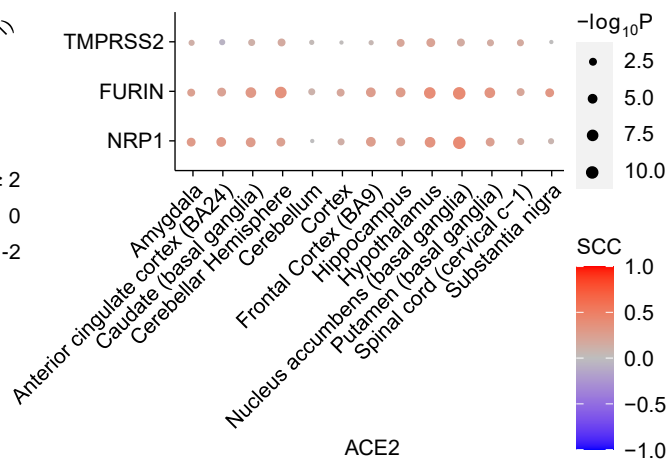 TMPRSS2
FURIN
NRP1
2
0
-2
Amygdala
Anterior cingulate cortex (BA24)
Caudate (basal ganglia)
Cerebellar Hemisphere
Cerebellum
Cortex
Frontal Cortex (BA9)
Hippocampus
Hypothalamus
Nucleus accumbens (basal ganglia)
Putamen (basal ganglia)
Spinal cord (cervical c−1)
Substantia nigra
ACE2
−log10P
2.5
5.0
7.5
10.0
SCC
1.0
0.5
0.0
−0.5
−1.0